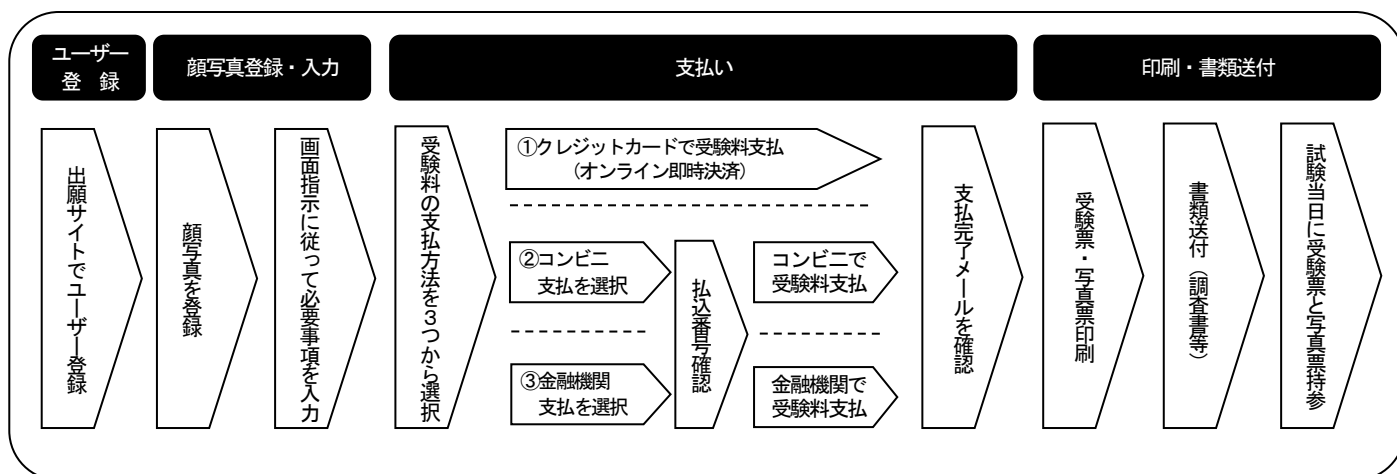 ユーザー
登　録
顔写真登録・入力
支払い
印刷・書類送付
出願サイトでユーザー登録
顔写真を登録
画面指示に従って必要事項を入力
受験料の支払方法を３つから選択
①クレジットカードで受験料支払
（オンライン即時決済）
②コンビニ
支払を選択
③金融機関
支払を選択
払込番号確認
コンビニで
受験料支払
金融機関で
受験料支払
支払完了メールを確認
受験票・写真票印刷
書類送付（調査書等）
試験当日に受験票と写真票持参